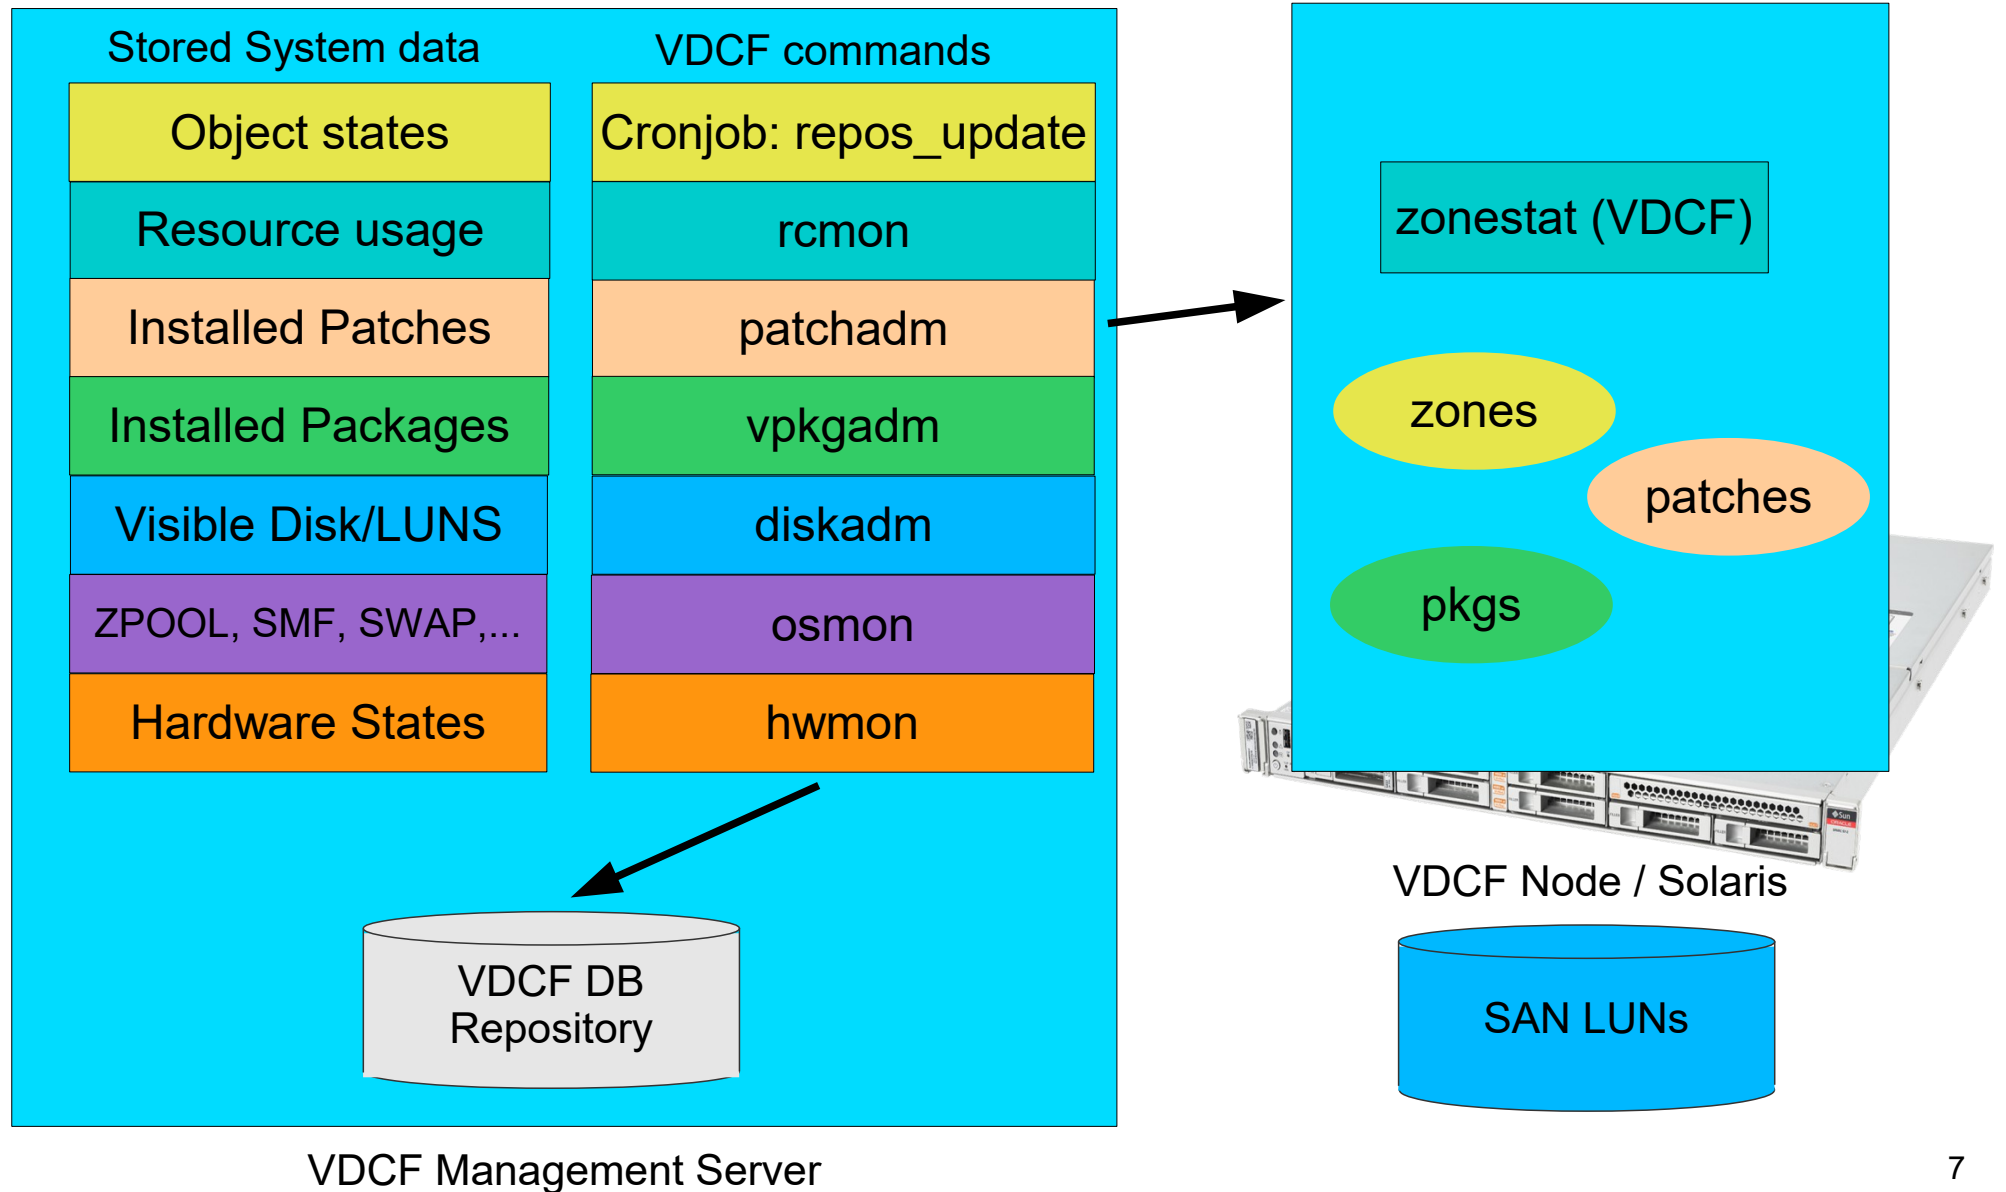 Stored System data
VDCF commands
Object states
Cronjob: repos_update
Resource usage
rcmon
Installed Patches
patchadm
Installed Packages
vpkgadm
Visible Disk/LUNS
diskadm
ZPOOL, SMF, SWAP,...
osmon
Hardware States
hwmon
VDCF DB
Repository
VDCF Management Server
zonestat (VDCF)
zones
patches
pkgs
Sun
VDCF Node / Solaris
SAN LUNs
7